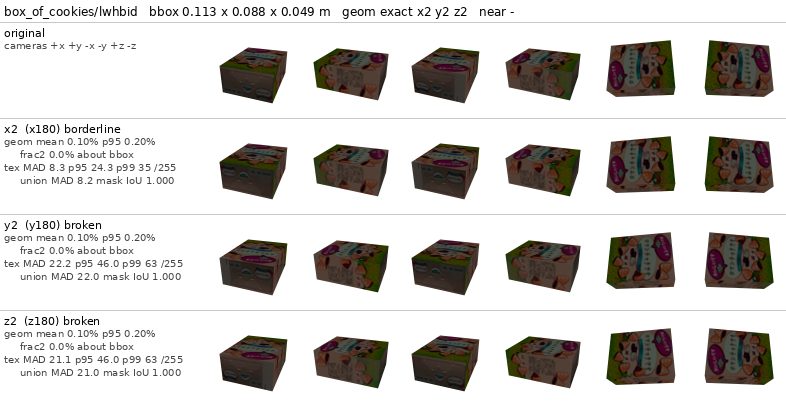 box_of_cookies/lwhbid   bbox 0.113 x 0.088 x 0.049 m   geom exact x2 y2 z2   near -
original
cameras +x +y -x -y +z -z
x2  (x180) borderline
geom mean 0.10% p95 0.20%
frac2 0.0% about bbox
tex MAD 8.3 p95 24.3 p99 35 /255
union MAD 8.2 mask IoU 1.000
y2  (y180) broken
geom mean 0.10% p95 0.20%
frac2 0.0% about bbox
tex MAD 22.2 p95 46.0 p99 63 /255
union MAD 22.0 mask IoU 1.000
z2  (z180) broken
geom mean 0.10% p95 0.20%
frac2 0.0% about bbox
tex MAD 21.1 p95 46.0 p99 63 /255
union MAD 21.0 mask IoU 1.000